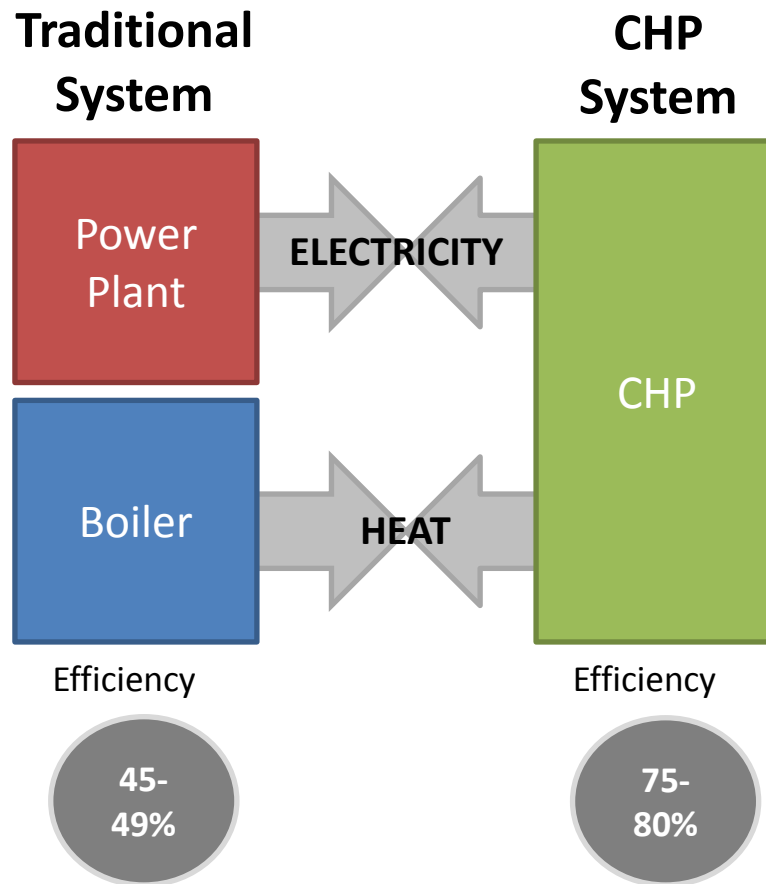 Traditional
System
CHP
System
Power
Plant
ELECTRICITY
CHP
Boiler
HEAT
Efficiency
Efficiency
45-
49%
75-
80%